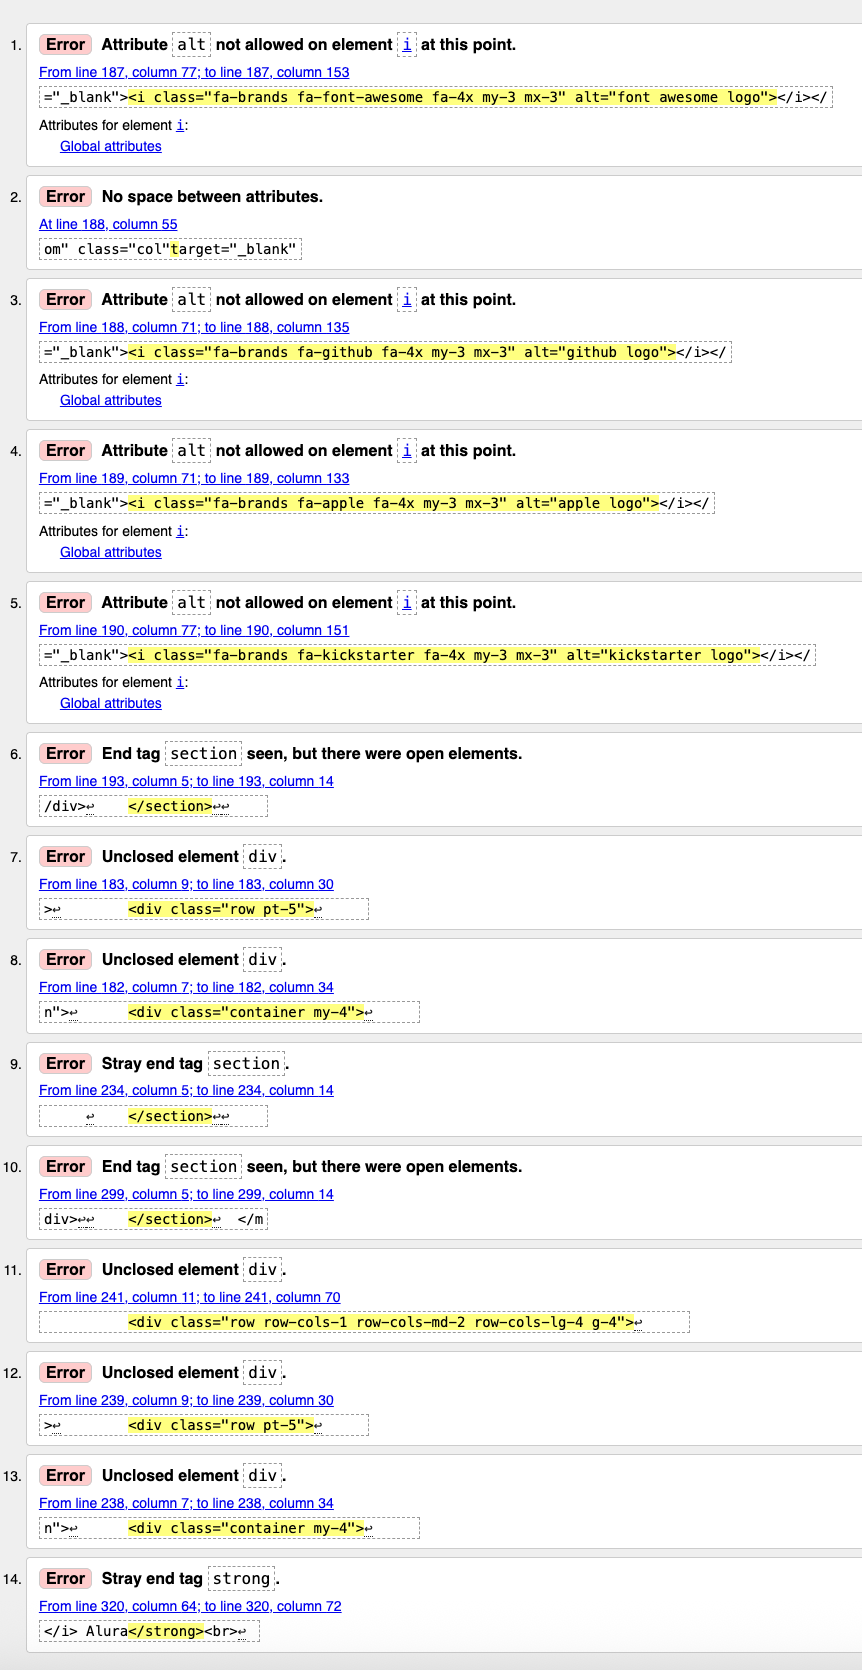 1. Error Attribute alt not allowed on element i at this point.
From line 187, column 77; to line 187, column 153
="_blank"><i class="fa-brands fa-font-awesome fa-4x my-3 mx-3" alt="font awesome logo"></i></
Attributes for element i:
Global attributes
2. Error No space between attributes.
At line 188, column 55
om" class="col"target="_blank"
3. Error Attribute alt not allowed on element i at this point.
From line 188, column 71; to line 188, column 135
="_blank"><i class="fa-brands fa-github fa-4x my-3 mx-3" alt="github logo"></i></
Attributes for element i:
Global attributes
4. Error Attribute alt not allowed on element i at this point.
From line 189, column 71; to line 189, column 133
="_blank"><i class="fa-brands fa-apple fa-4x my-3 mx-3" alt="apple logo"></i></
Attributes for element i:
Global attributes
5. Error Attribute alt not allowed on element i at this point.
From line 190, column 77; to line 190, column 151
="_blank"><i class="fa-brands fa-kickstarter fa-4x my-3 mx-3" alt="kickstarter logo"></i></
Attributes for element i:
Global attributes
6. Error End tag section seen, but there were open elements.
From line 193, column 5; to line 193, column 14
/div>↩    </section>↩↩
7. Error Unclosed element div.
From line 183, column 9; to line 183, column 30
>↩        <div class="row pt-5">↩
8. Error Unclosed element div.
From line 182, column 7; to line 182, column 34
n">↩      <div class="container my-4">↩
9. Error Stray end tag section.
From line 234, column 5; to line 234, column 14
↩    </section>↩↩
10. Error End tag section seen, but there were open elements.
From line 299, column 5; to line 299, column 14
div>↩↩    </section>↩  </m
11. Error Unclosed element div.
From line 241, column 11; to line 241, column 70
<div class="row row-cols-1 row-cols-md-2 row-cols-lg-4 g-4">↩
12. Error Unclosed element div.
From line 239, column 9; to line 239, column 30
>↩        <div class="row pt-5">↩
13. Error Unclosed element div.
From line 238, column 7; to line 238, column 34
n">↩      <div class="container my-4">↩
14. Error Stray end tag strong.
From line 320, column 64; to line 320, column 72
</i> Alura</strong><br>↩